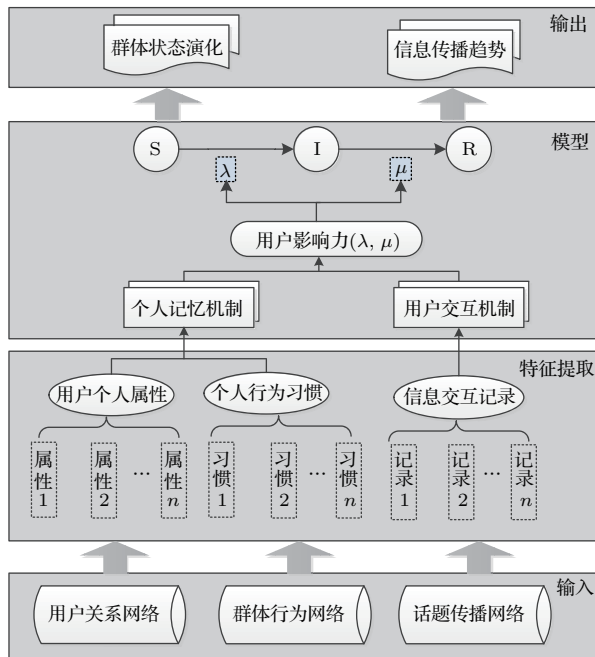 输出
群体状态演化
信息传播趋势
模型
S
I
R
λ
μ
用户影响力(λ, μ)
个人记忆机制
用户交互机制
特征提取
用户个人属性
个人行为习惯
信息交互记录
属性1
属性2
...
属性n
习惯1
习惯2
...
习惯n
记录1
记录2
...
记录n
输入
用户关系网络
群体行为网络
话题传播网络